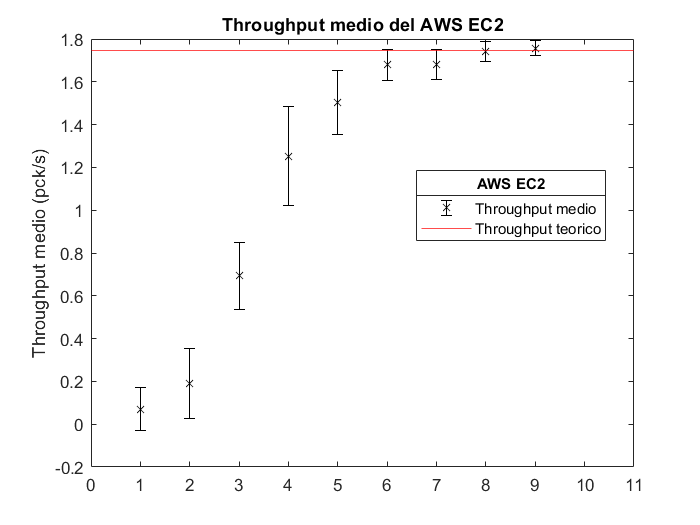 Throughput medio del AWS EC2
Throughput medio (pck/s)
1.8
1.6
1.4
1.2
1
0.8
0.6
0.4
0.2
0
-0.2
0 1 2 3 4 5 6 7 8 9 10 11
AWS EC2
Throughput medio
Throughput teorico